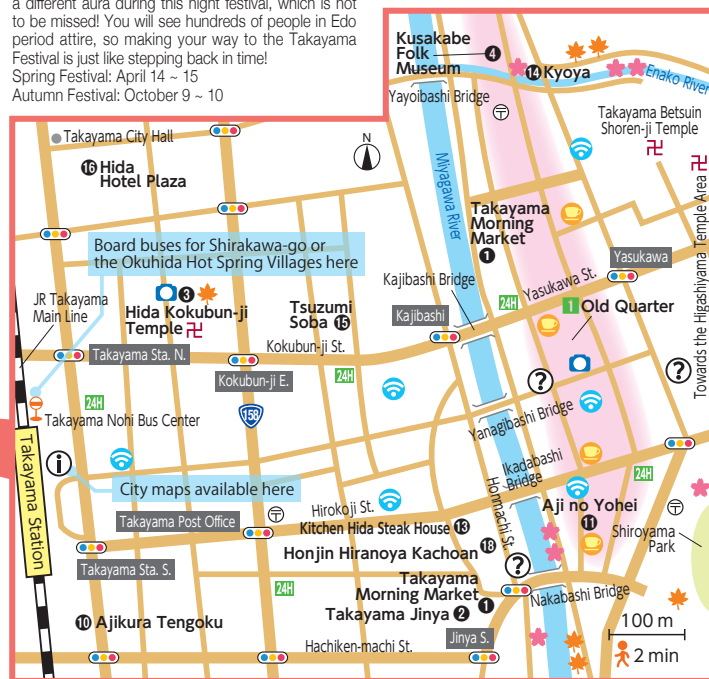 a different aura during this night festival, which is not
to be missed! You will see hundreds of people in Edo
period attire, so making your way to the Takayama
Festival is just like stepping back in time!
Spring Festival: April 14 ~ 15
Autumn Festival: October 9 ~ 10
Kusakabe
Folk
Museum
4
14 Kyoya
Enako River
Yayoibashi Bridge
〒
Takayama Betsuin
Shoren-ji Temple
卍
卍
Takayama City Hall
N
16 Hida
Hotel Plaza
Miyagawa River
Takayama
Morning
Market
1
Towards the Higashiyama Temple Area
Board buses for Shirakawa-go or
the Okuhida Hot Spring Villages here
Yasukawa
Yasukawa St.
Kajibashi Bridge
JR Takayama
Main Line
3
Hida Kokubun-ji
Temple 卍
Tsuzumi
Soba 15
Kajibashi
24H
1 Old Quarter
Kokubun-ji St.
Takayama Sta. N.
Kokubun-ji E.
24H
?
?
24H
158
Takayama Nohi Bus Center
Yanagibashi Bridge
Takayama Station
i
City maps available here
Ikadabashi
Bridge
24H
Hirokoji St.
Honmachi St.
Aji no Yohei
11
〒
Takayama Post Office
〒
Kitchen Hida Steak House 13
Shiroyama
Park
Honjin Hiranoya Kachoan 18
?
Takayama Sta. S.
24H
Takayama
Morning Market 1
Nakabashi Bridge
Takayama Jinya 2
10 Ajikura Tengoku
Jinya S.
100 m
2 min
Hachiken-machi St.